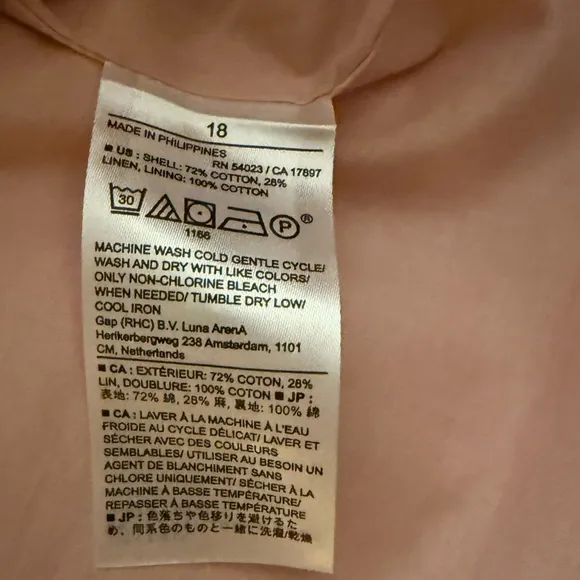 18
MADE IN PHILIPPINES
RN 54023 / CA 17897
■ US : SHELL: 72% COTTON, 28%
LINEN, LINING: 100% COTTON
30 P ®
1166
MACHINE WASH COLD GENTLE CYCLE/
WASH AND DRY WITH LIKE COLORS/
ONLY NON-CHLORINE BLEACH
WHEN NEEDED/ TUMBLE DRY LOW/
COOL IRON
Gap (RHC) B.V. Luna ArenA
Herikerbergweg 238 Amsterdam, 1101
CM, Netherlands
■ CA : EXTÉRIEUR: 72% COTON, 28%
LIN, DOUBLURE: 100% COTON ■ JP :
表地: 72% 綿, 28% 麻, 裏地: 100% 綿
■ CA : LAVER À LA MACHINE À L'EAU
FROIDE AU CYCLE DÉLICAT/ LAVER ET
SÉCHER AVEC DES COULEURS
SEMBLABLES/ UTILISER AU BESOIN UN
AGENT DE BLANCHIMENT SANS
CHLORE UNIQUEMENT/ SÉCHER À LA
MACHINE À BASSE TEMPÉRATURE/
REPASSER À BASSE TEMPÉRATURE
■ JP : 色落ちや色移りを避けるた
め、同系色のものと一緒に洗濯/乾燥